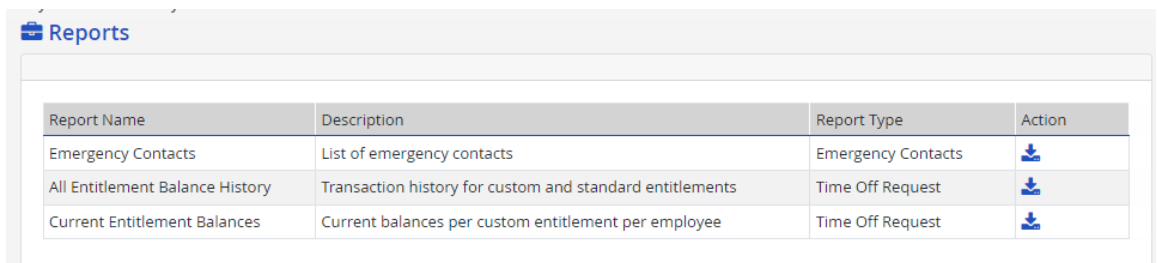 Reports
Report Name Description Report Type Action
Emergency Contacts List of emergency contacts Emergency Contacts
All Entitlement Balance History Transaction history for custom and standard entitlements Time Off Request
Current Entitlement Balances Current balances per custom entitlement per employee Time Off Request